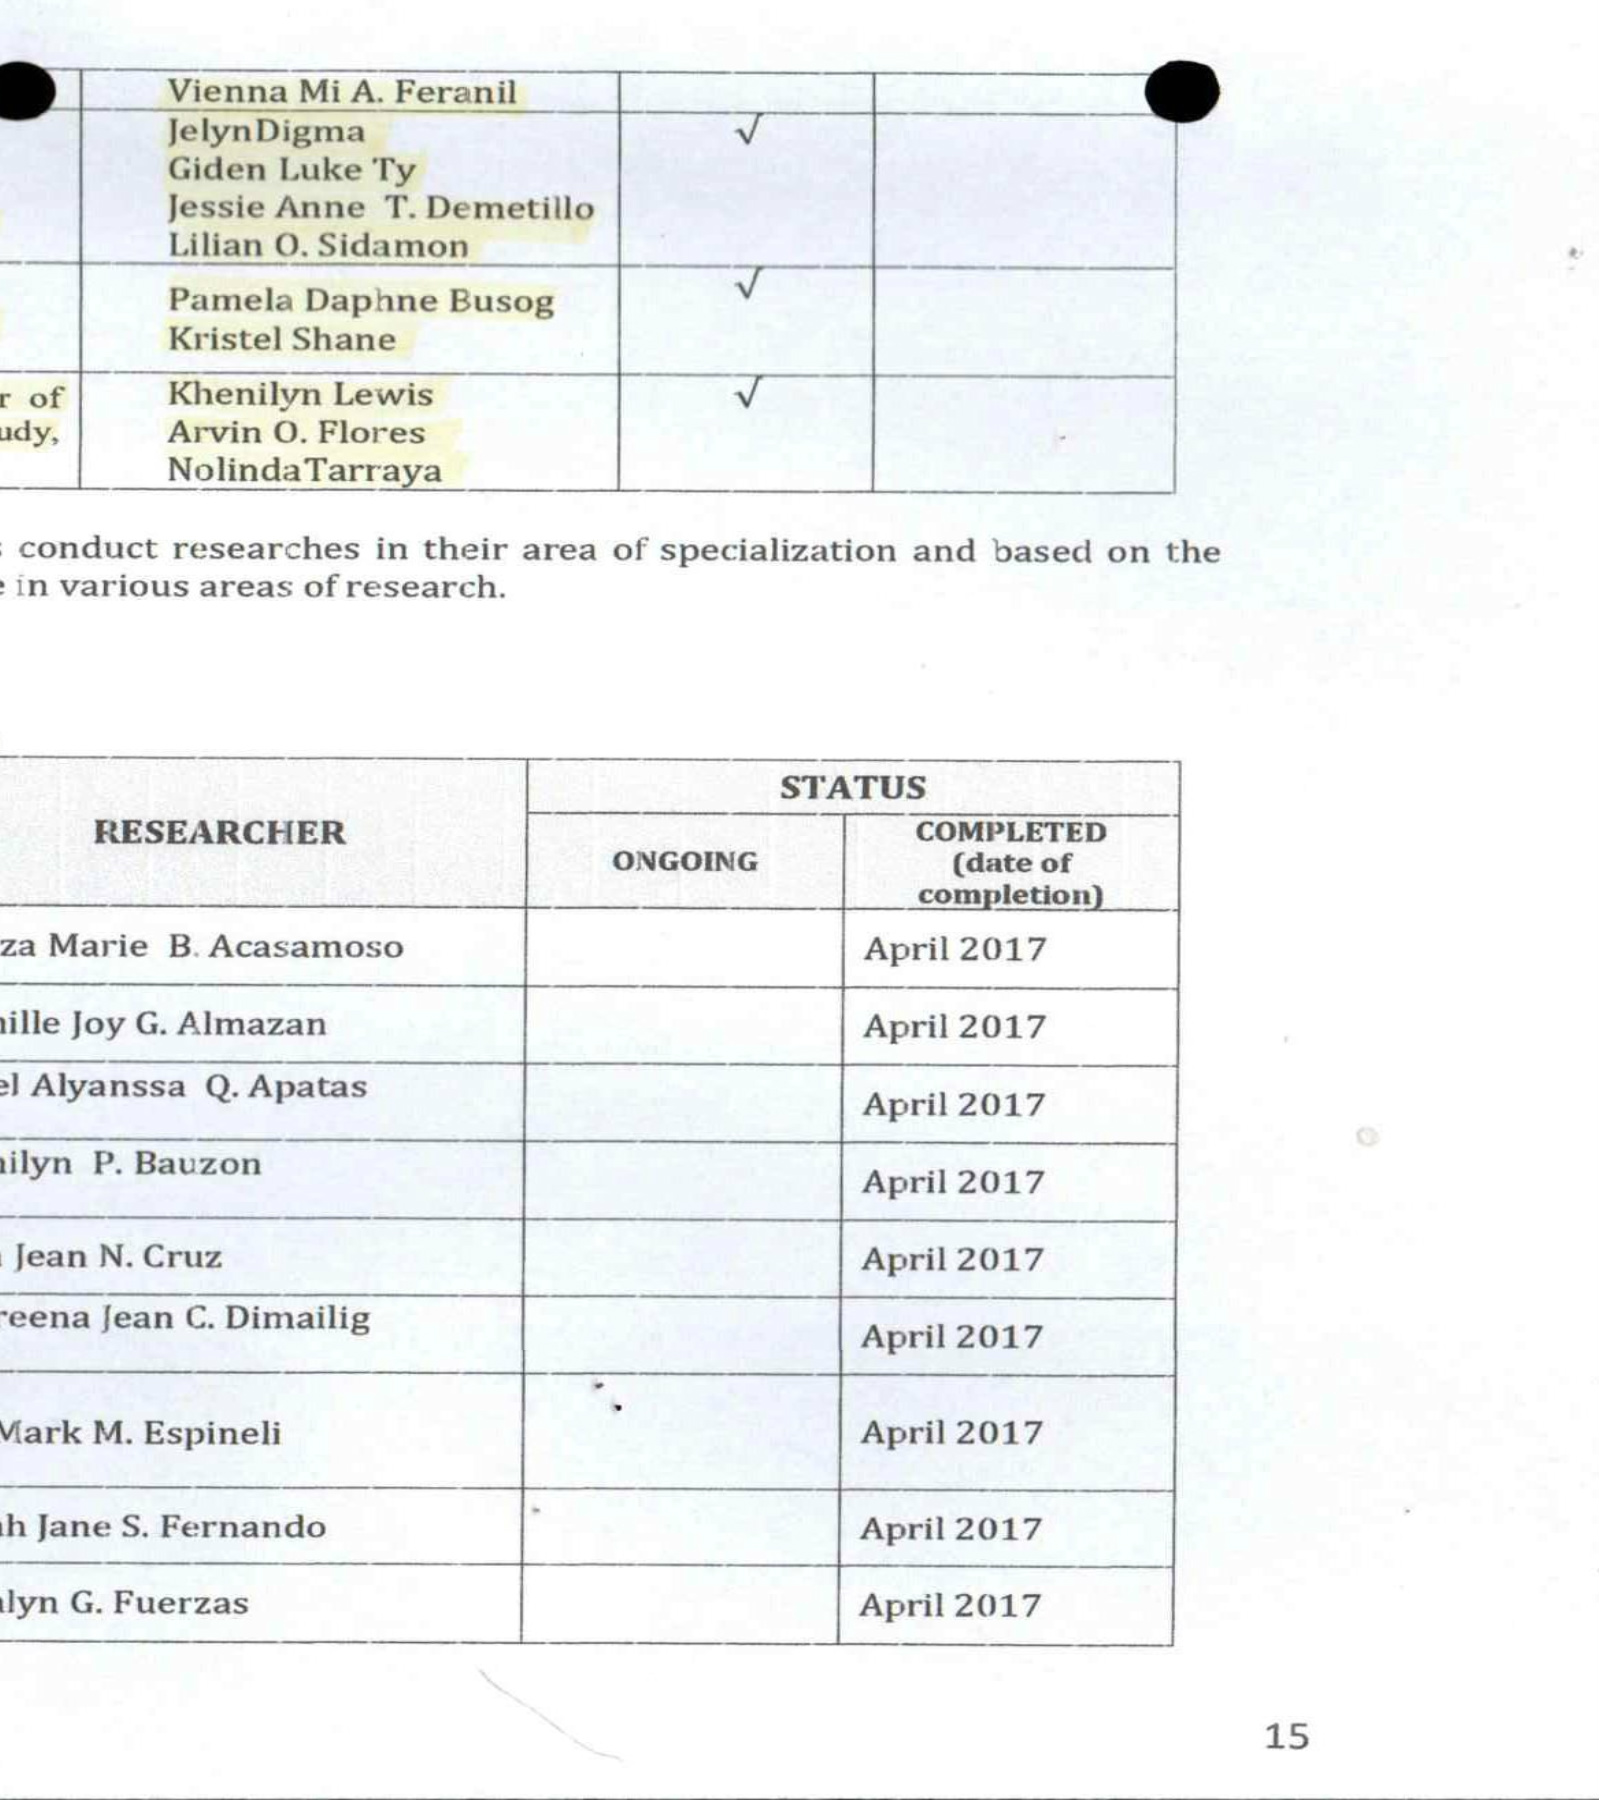 Vienna Mi A. Feranil
JelynDigma √
Giden Luke Ty
Jessie Anne T. Demetillo
Lilian O. Sidamon
√
Pamela Daphne Busog
Kristel Shane
r of Khenilyn Lewis √
udy, Arvin O. Flores
NolindaTarraya
conduct researches in their area of specialization and based on the
in various areas of research.
STATUS
RESEARCHER
COMPLETED
ONGOING (date of
completion)
za Marie B. Acasamoso April 2017
ille Joy G. Almazan April 2017
el Alyanssa Q. Apatas April 2017
ilyn P. Bauzon April 2017
Jean N. Cruz April 2017
reena Jean C. Dimailig April 2017
Mark M. Espineli April 2017
ah Jane S. Fernando April 2017
alyn G. Fuerzas April 2017
15